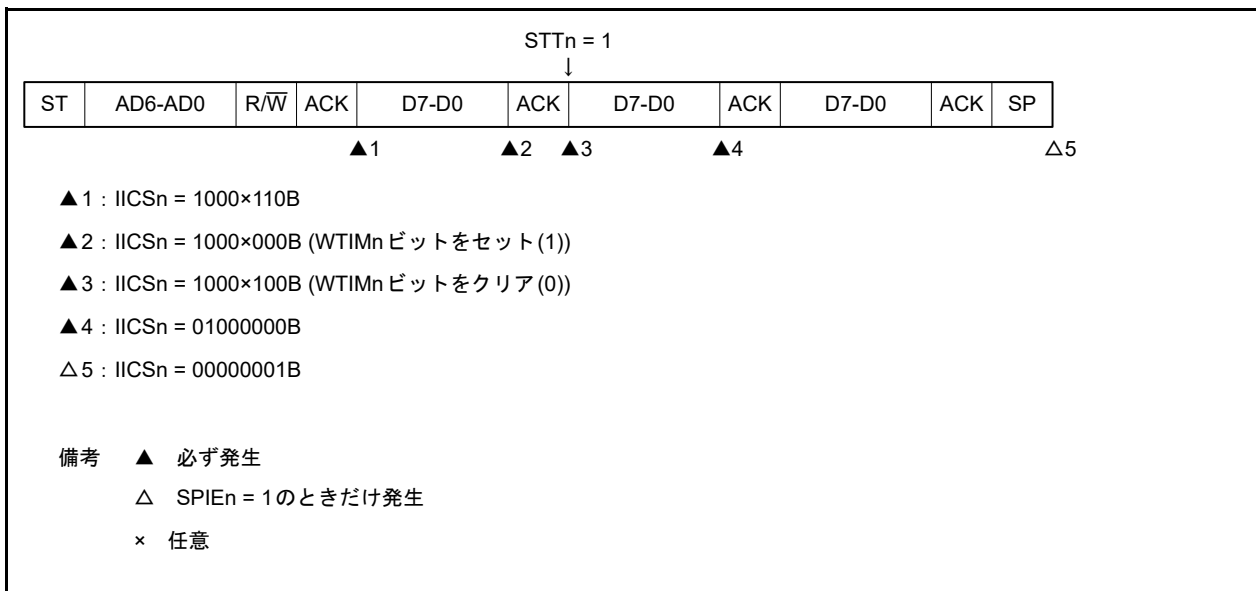 STTn = 1
↓
ST AD6-AD0 R/W̅ ACK D7-D0 ACK D7-D0 ACK D7-D0 ACK SP
▲1 ▲2 ▲3 ▲4 △5
▲1：IICSn = 1000×110B
▲2：IICSn = 1000×000B (WTIMnビットをセット(1))
▲3：IICSn = 1000×100B (WTIMnビットをクリア(0))
▲4：IICSn = 01000000B
△5：IICSn = 00000001B
備考 ▲ 必ず発生
△ SPIEn = 1のときだけ発生
× 任意